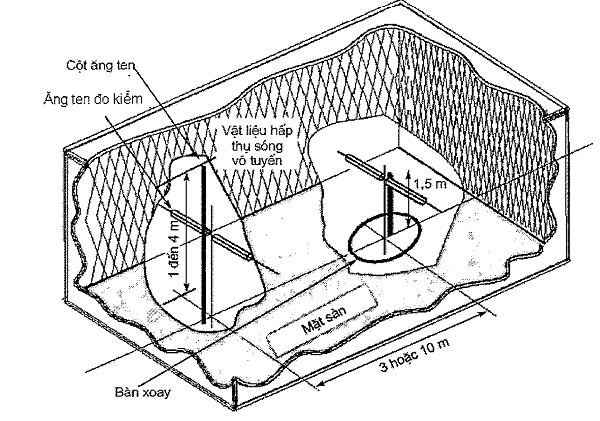 Cột ăng ten
Ăng ten đo kiểm
Vật liệu hấp
thụ sóng
vô tuyến
1,5 m
1 đến 4 m
Mặt sàn
3 hoặc 10 m
Bàn xoay